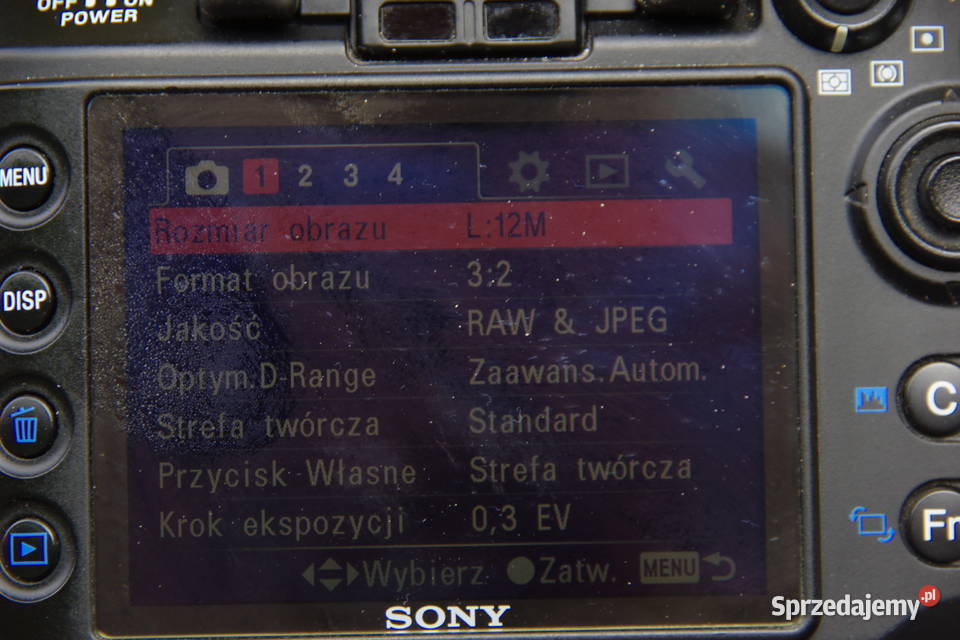 OFF ON
POWER
MENU
DISP
1 2 3 4
Rozmiar obrazu L:12M
Format obrazu 3:2
Jakość RAW & JPEG
Optym.D-Range Zaawans.Autom.
Strefa twórcza Standard
Przycisk Własne Strefa twórcza
Krok ekspozycji 0,3 EV
Wybierz Zatw. MENU
C
Fn
SONY
Sprzedajemy.pl